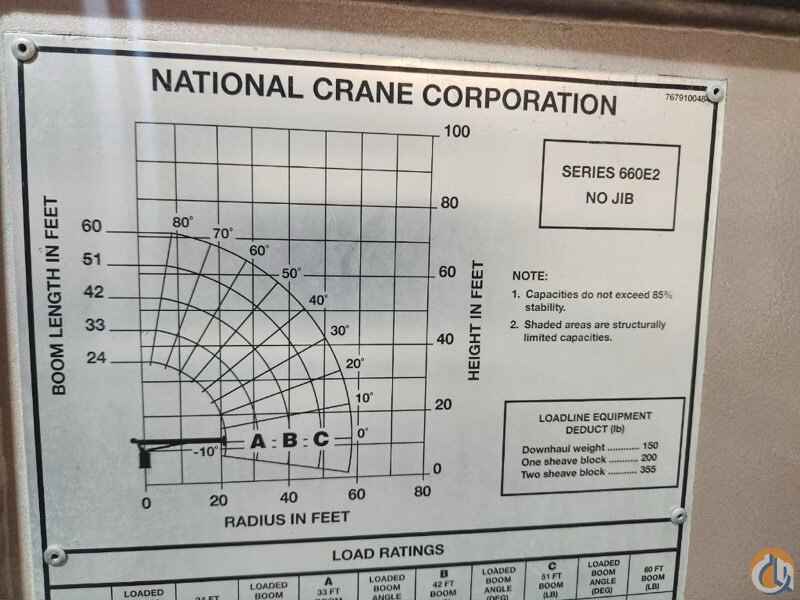 NATIONAL CRANE CORPORATION
SERIES 660E2
NO JIB
BOOM LENGTH IN FEET
60
51
42
33
24
80°
70°
60°
50°
40°
30°
20°
10°
0°
-10°
A
B
C
100
80
60
40
20
0
HEIGHT IN FEET
0
20
40
60
80
RADIUS IN FEET
NOTE:
1. Capacities do not exceed 85%
stability.
2. Shaded areas are structurally
limited capacities.
LOADLINE EQUIPMENT
DEDUCT (lb)
Downhaul weight ............ 150
One sheave block ........... 200
Two sheave block ........... 355
LOAD RATINGS
LOADED
24 FT
LOADED
BOOM
A
33 FT
BOOM
LOADED
BOOM
ANGLE
B
42 FT
BOOM
(LB)
LOADED
BOOM
ANGLE
(DEG)
C
51 FT
BOOM
(LB)
LOADED
BOOM
ANGLE
(DEG)
60 FT
BOOM
(LB)